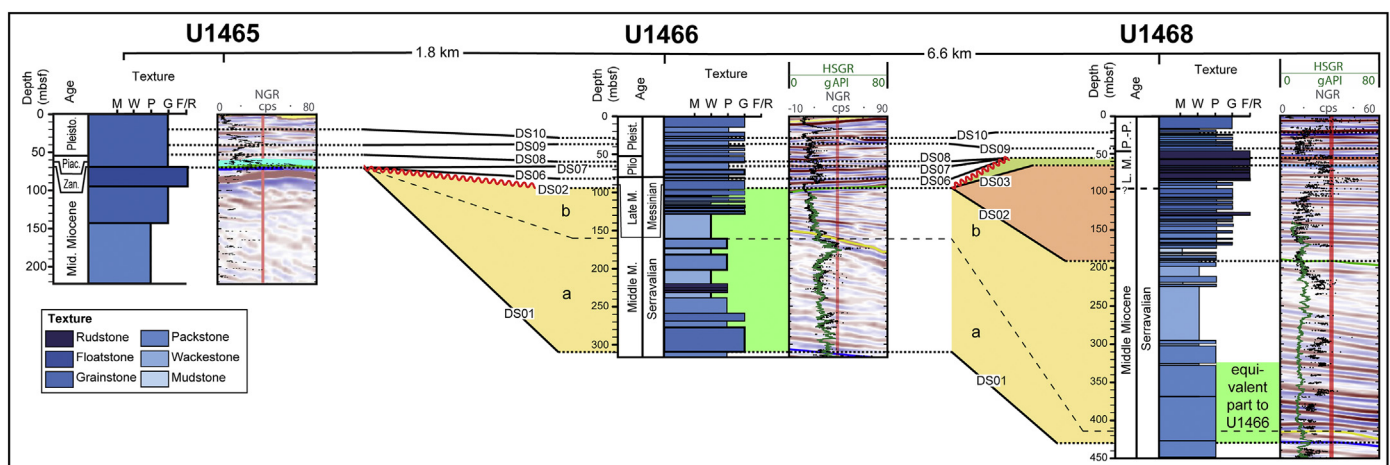 U1465
U1466
U1468
1.8 km
6.6 km
Depth
(mbsf)
Age
Texture
M W P G F/R
NGR
0 cps 80
0
50
100
150
200
Pleisto.
Piac.
Zan.
Mid. Miocene
Texture
Rudstone
Floatstone
Grainstone
Packstone
Wackestone
Mudstone
DS10
DS09
DS08
DS07
DS06
DS02
b
a
DS01
Depth
(mbsf)
Age
Texture
M W P G F/R
HSGR
0 gAPI 80
NGR
-10 cps 90
0
50
100
150
200
250
300
Pleist.
Plio
Late M.
Messinian
Middle M.
Serravalian
DS10
DS09
DS08
DS07
DS06
DS03
DS02
b
a
DS01
Depth
(mbsf)
Age
Texture
M W P G F/R
HSGR
0 gAPI 80
NGR
0 cps 60
0
50
100
150
200
250
300
350
400
450
P.-P.
L. M.
?
Middle Miocene
Serravalian
equi-
valent
part to
U1466